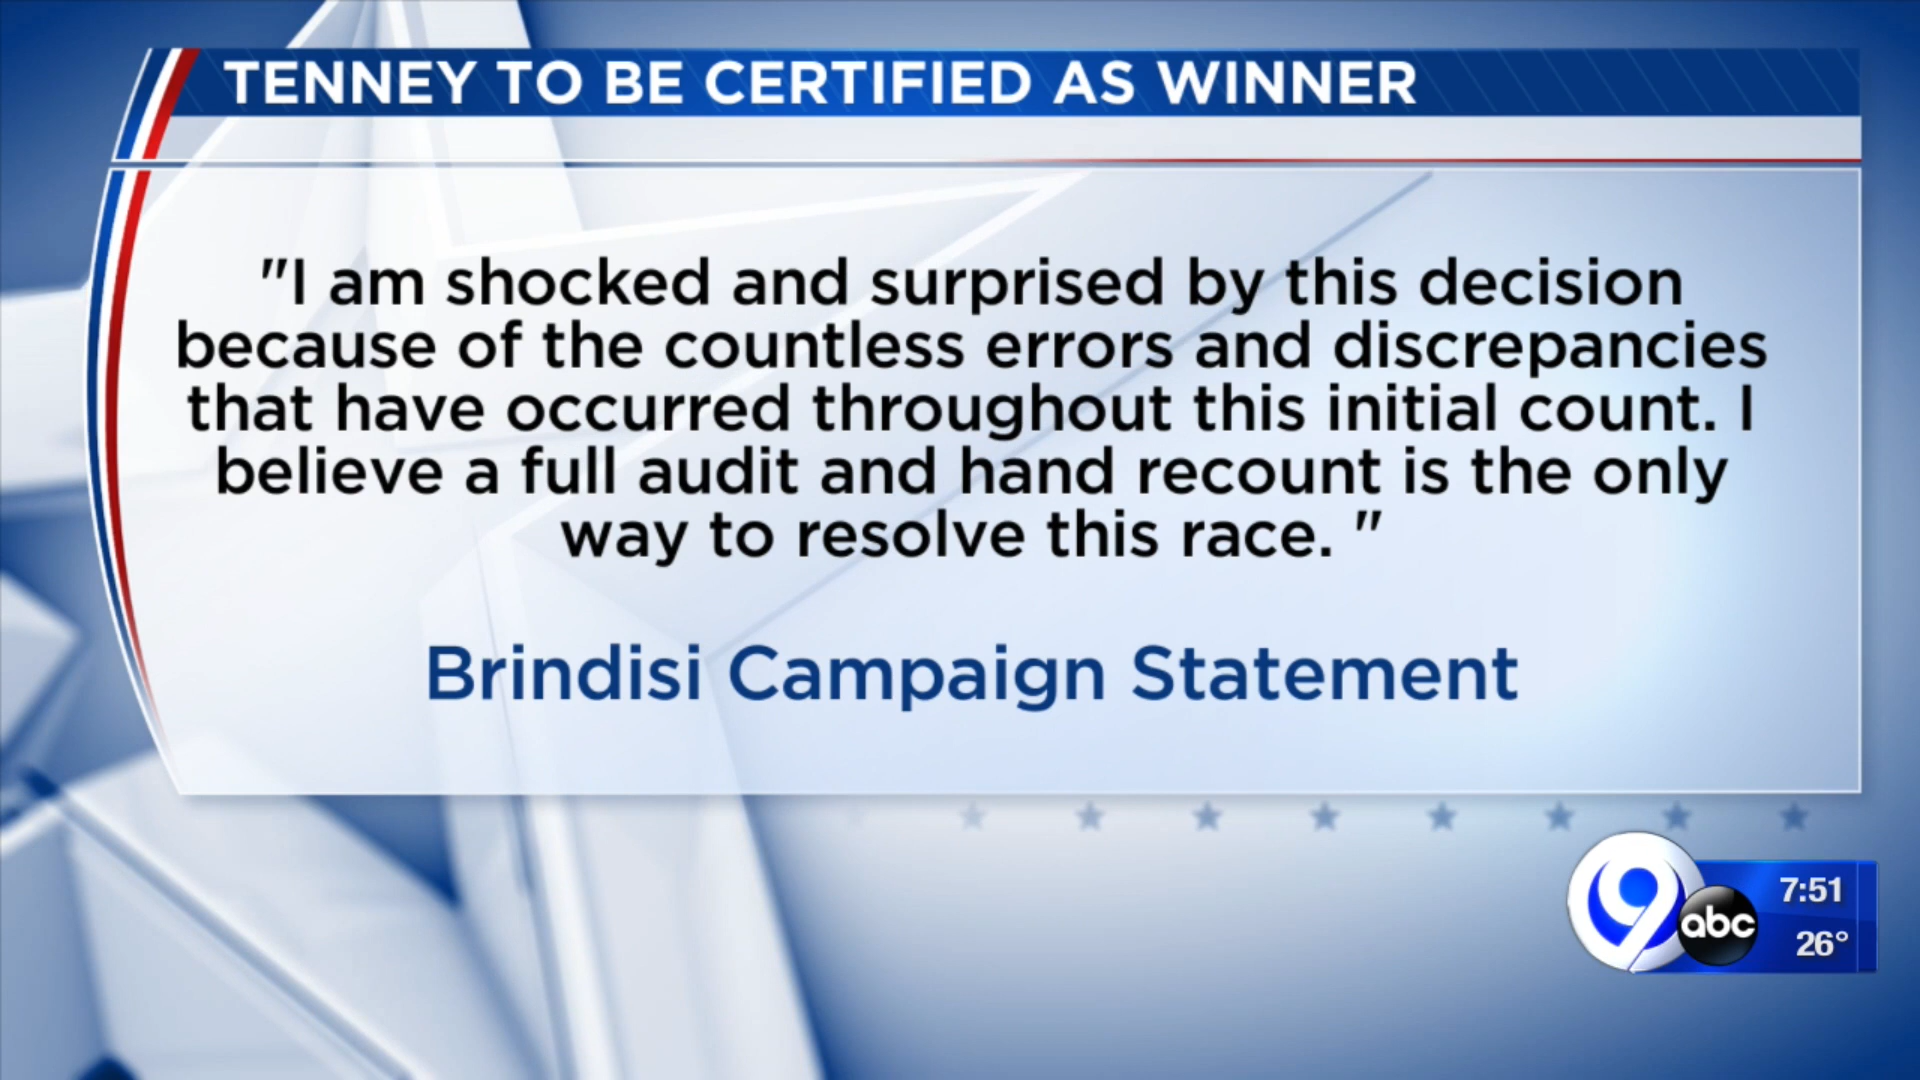 TENNEY TO BE CERTIFIED AS WINNER
"I am shocked and surprised by this decision
because of the countless errors and discrepancies
that have occurred throughout this initial count. I
believe a full audit and hand recount is the only
way to resolve this race. "
Brindisi Campaign Statement
9 abc
7:51
26°